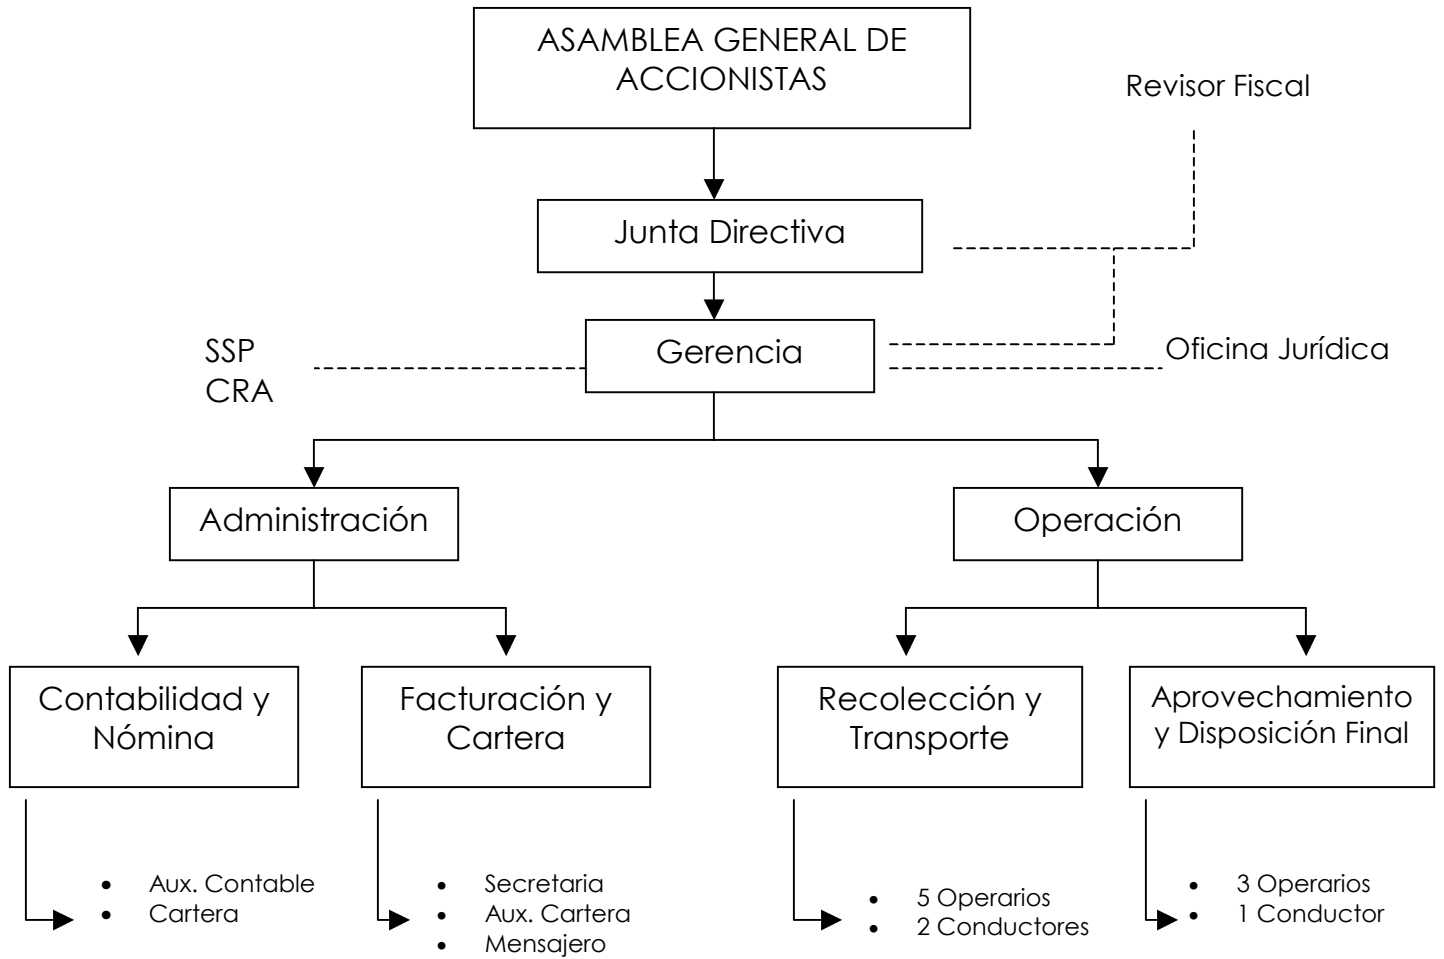 ASAMBLEA GENERAL DE
ACCIONISTAS
Revisor Fiscal
Junta Directiva
Gerencia
SSP
CRA
Oficina Jurídica
Administración
Operación
Contabilidad y
Nómina
Facturación y
Cartera
Recolección y
Transporte
Aprovechamiento
y Disposición Final
• Aux. Contable
• Cartera
• Secretaria
• Aux. Cartera
• Mensajero
• 5 Operarios
• 2 Conductores
• 3 Operarios
• 1 Conductor